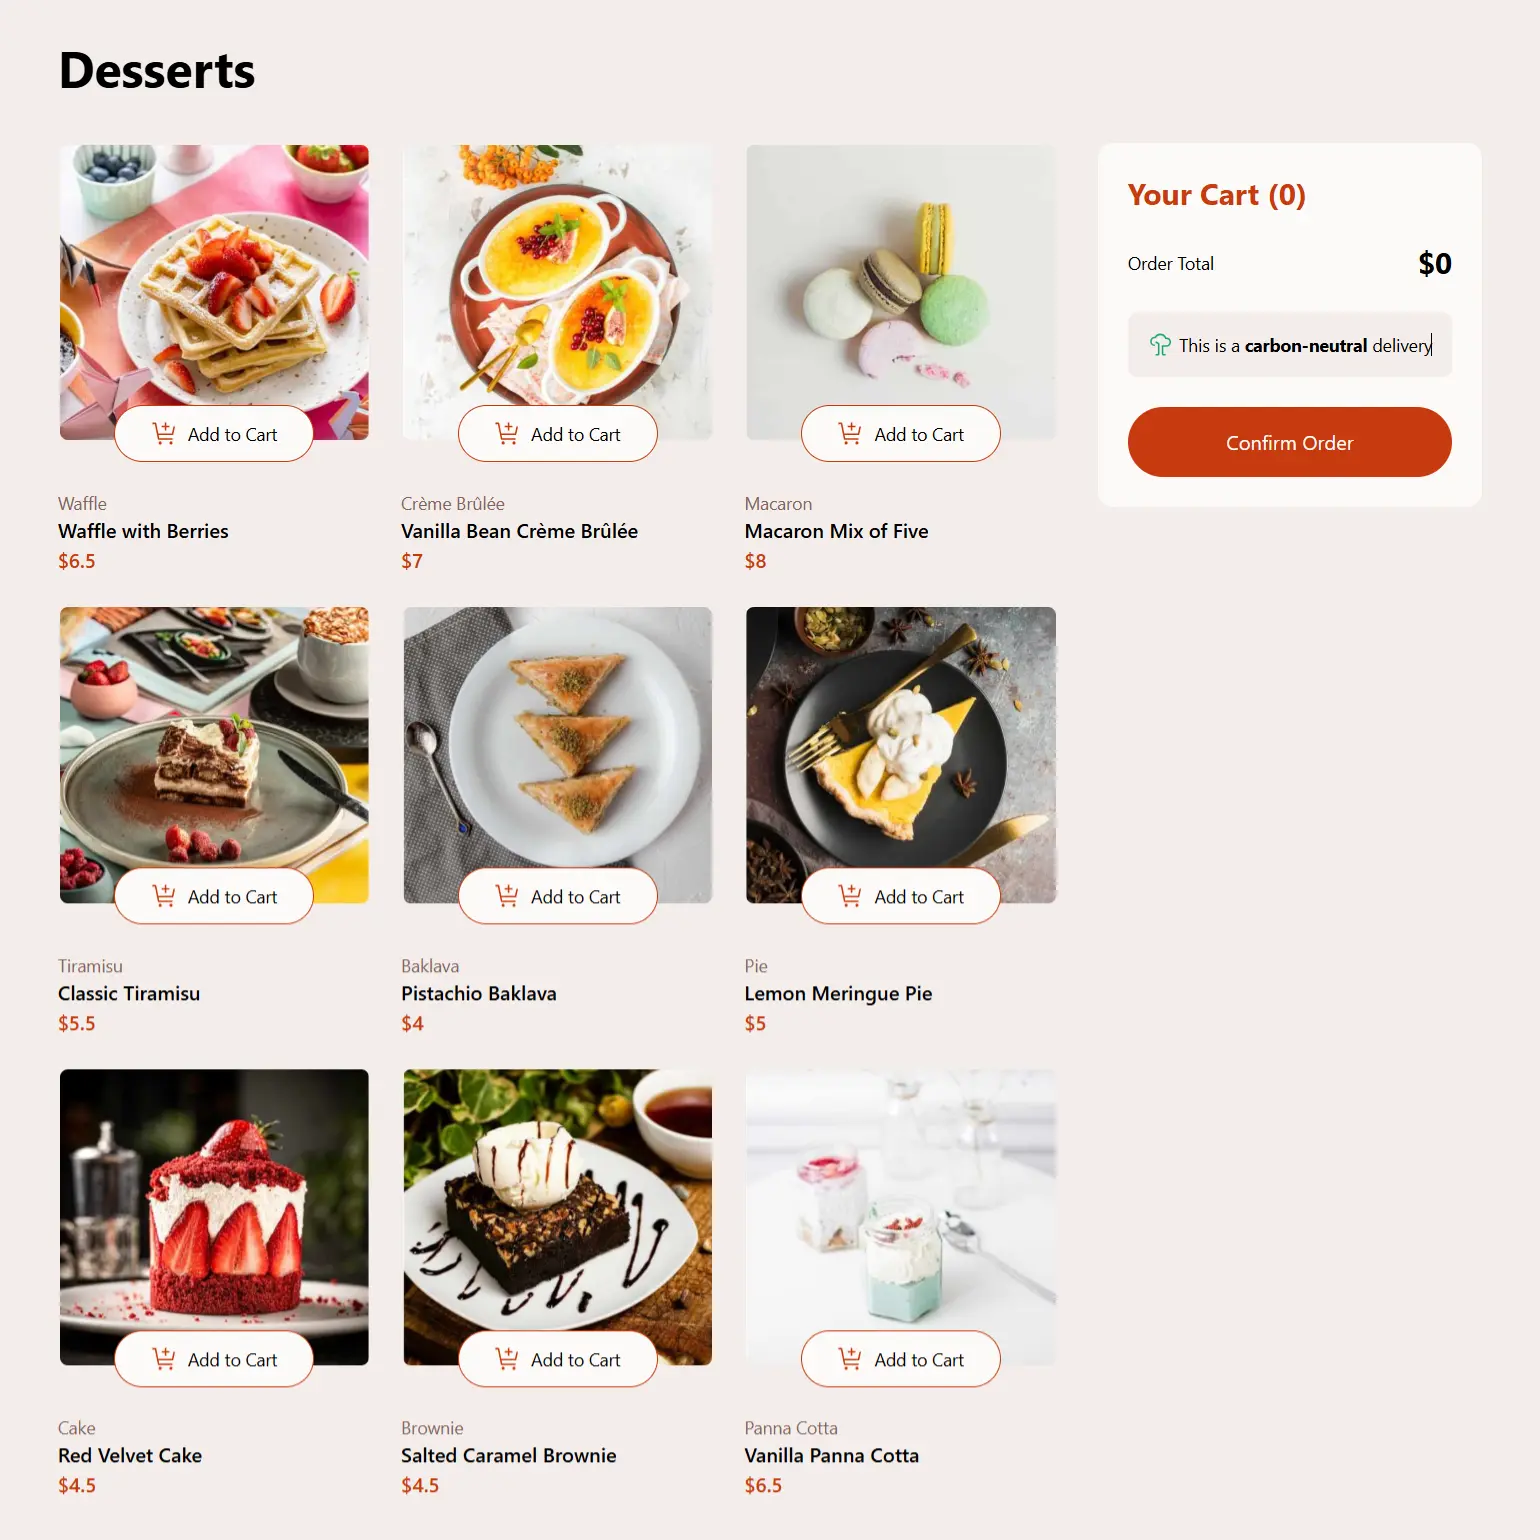 Desserts
Your Cart (0)
Order Total
$0
This is a carbon-neutral delivery
Confirm Order
Add to Cart
Add to Cart
Add to Cart
Waffle
Waffle with Berries
$6.5
Crème Brûlée
Vanilla Bean Crème Brûlée
$7
Macaron
Macaron Mix of Five
$8
Add to Cart
Add to Cart
Add to Cart
Tiramisu
Classic Tiramisu
$5.5
Baklava
Pistachio Baklava
$4
Pie
Lemon Meringue Pie
$5
Add to Cart
Add to Cart
Add to Cart
Cake
Red Velvet Cake
$4.5
Brownie
Salted Caramel Brownie
$4.5
Panna Cotta
Vanilla Panna Cotta
$6.5